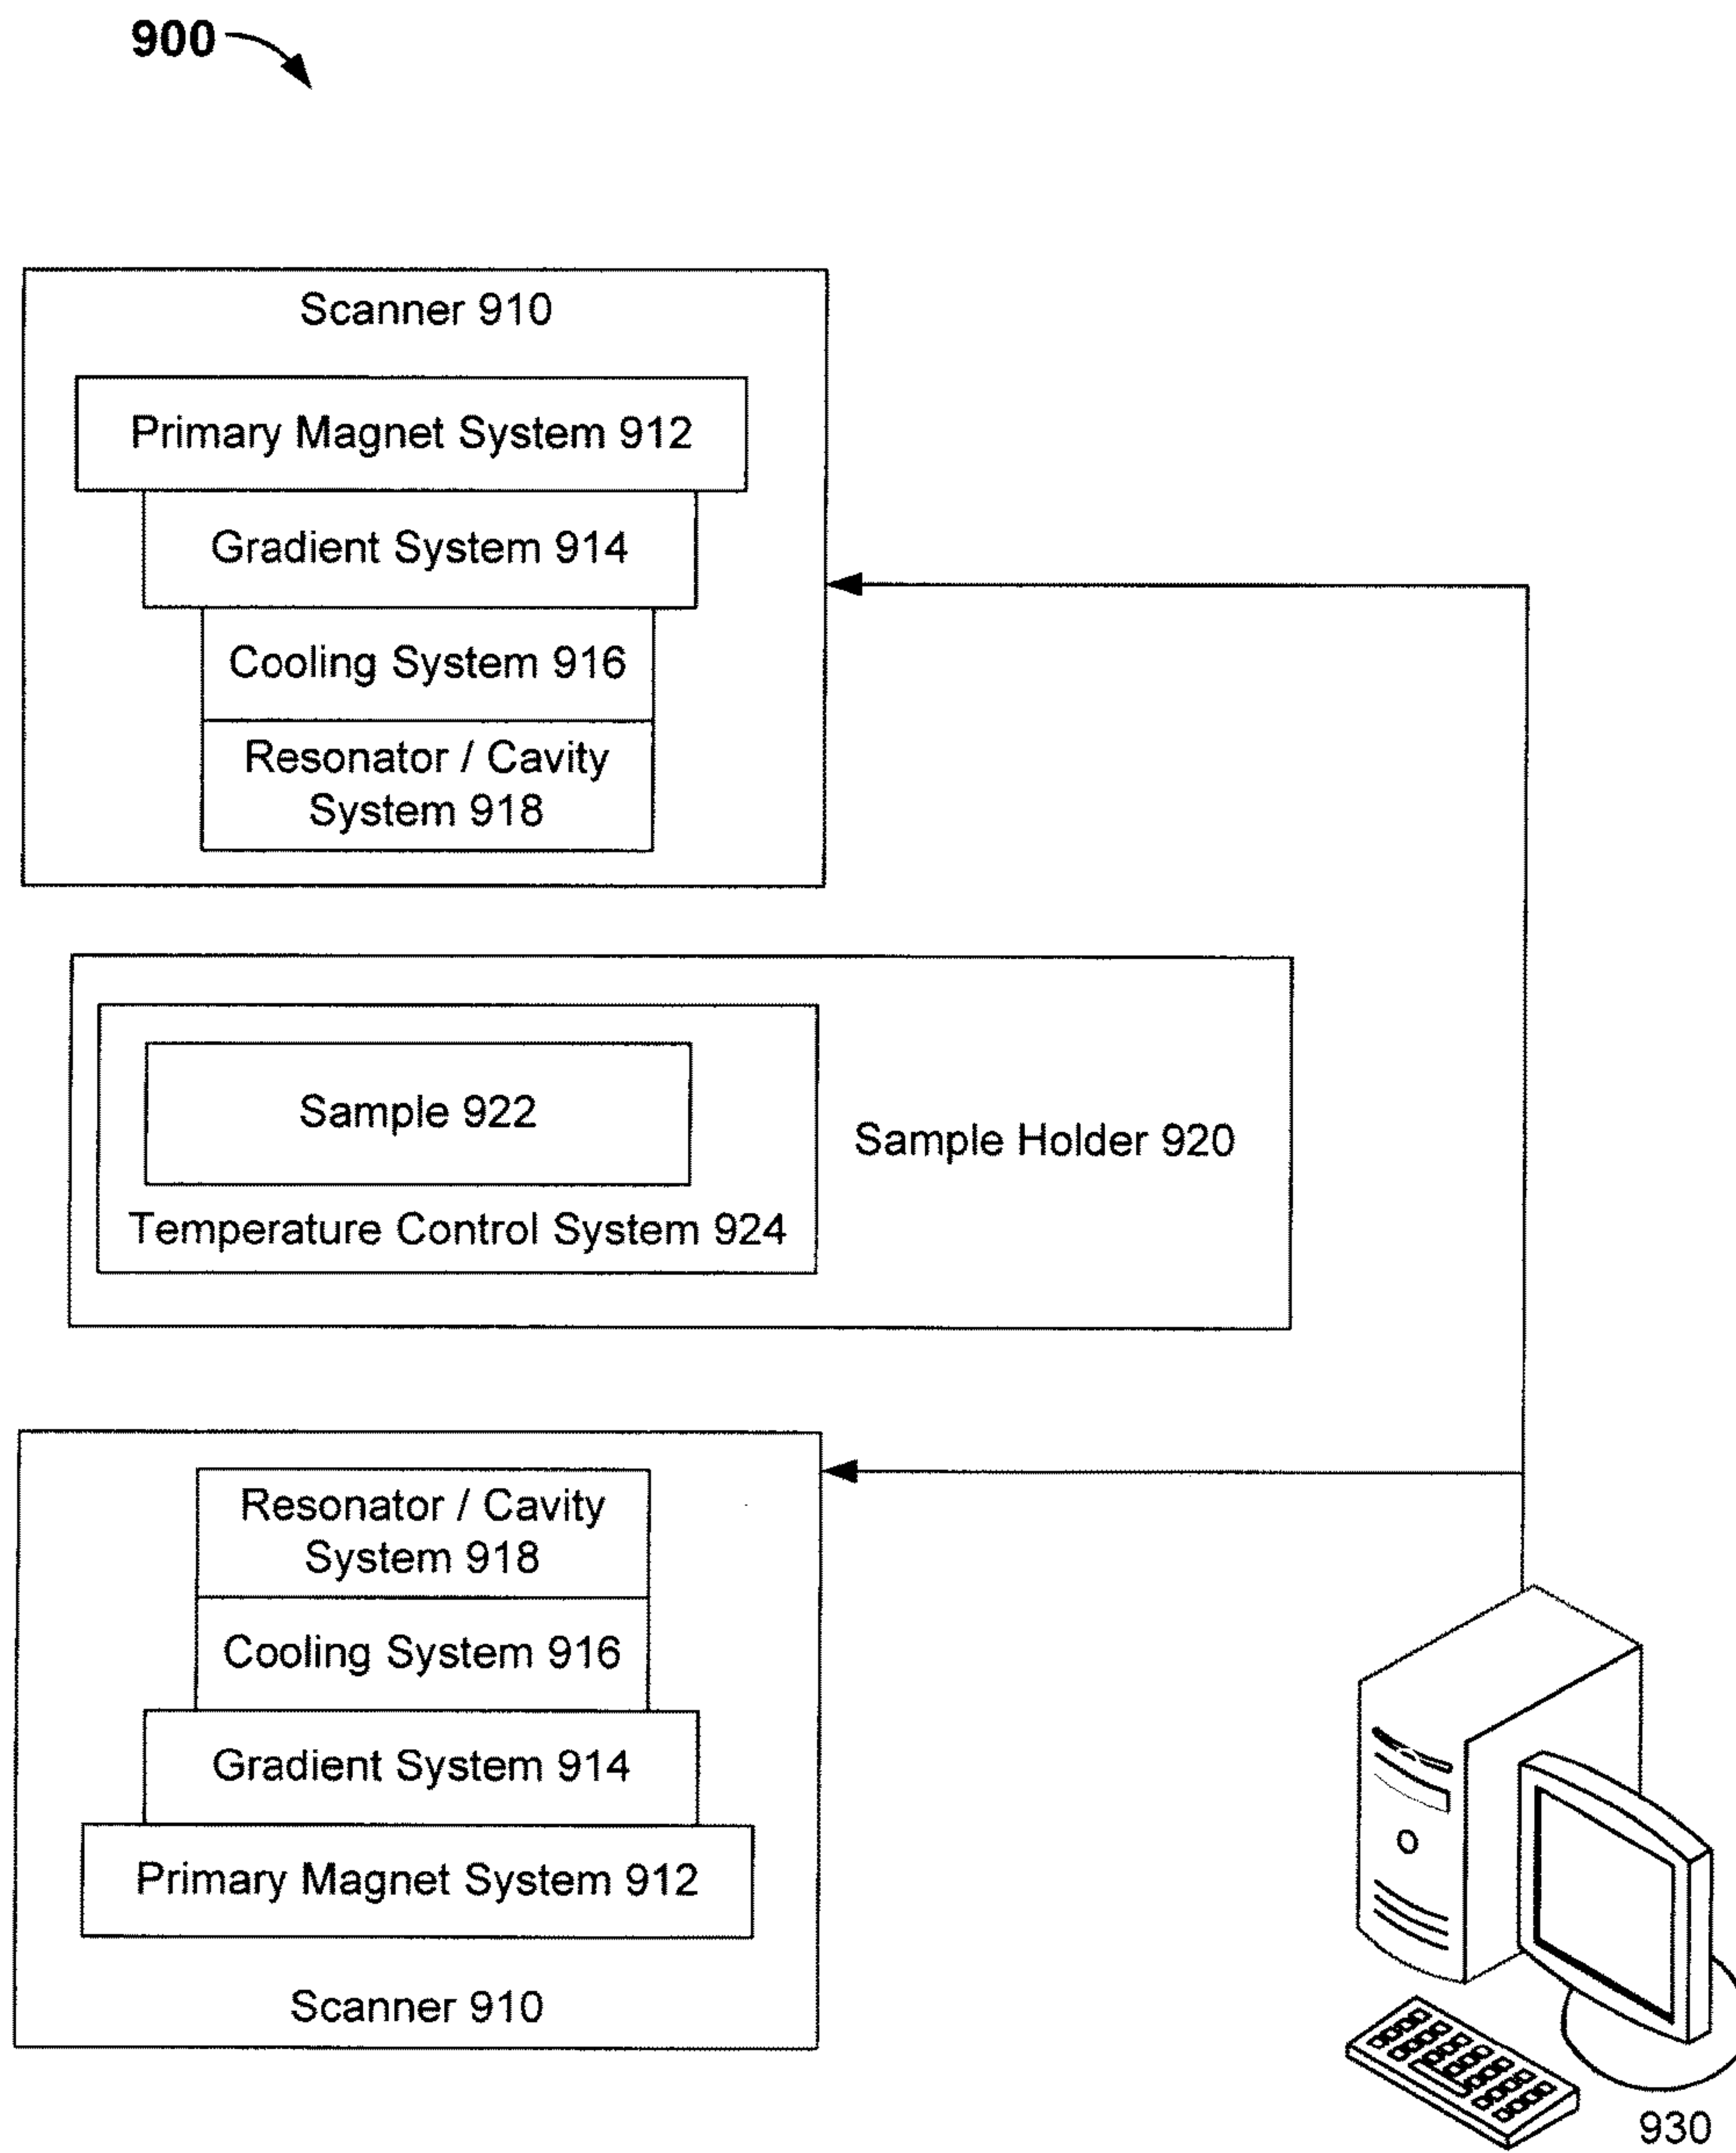 900
Scanner 910
Primary Magnet System 912
Gradient System 914
Cooling System 916
Resonator / Cavity
System 918
Sample 922
Sample Holder 920
Temperature Control System 924
Resonator / Cavity
System 918
Cooling System 916
Gradient System 914
Primary Magnet System 912
Scanner 910
930